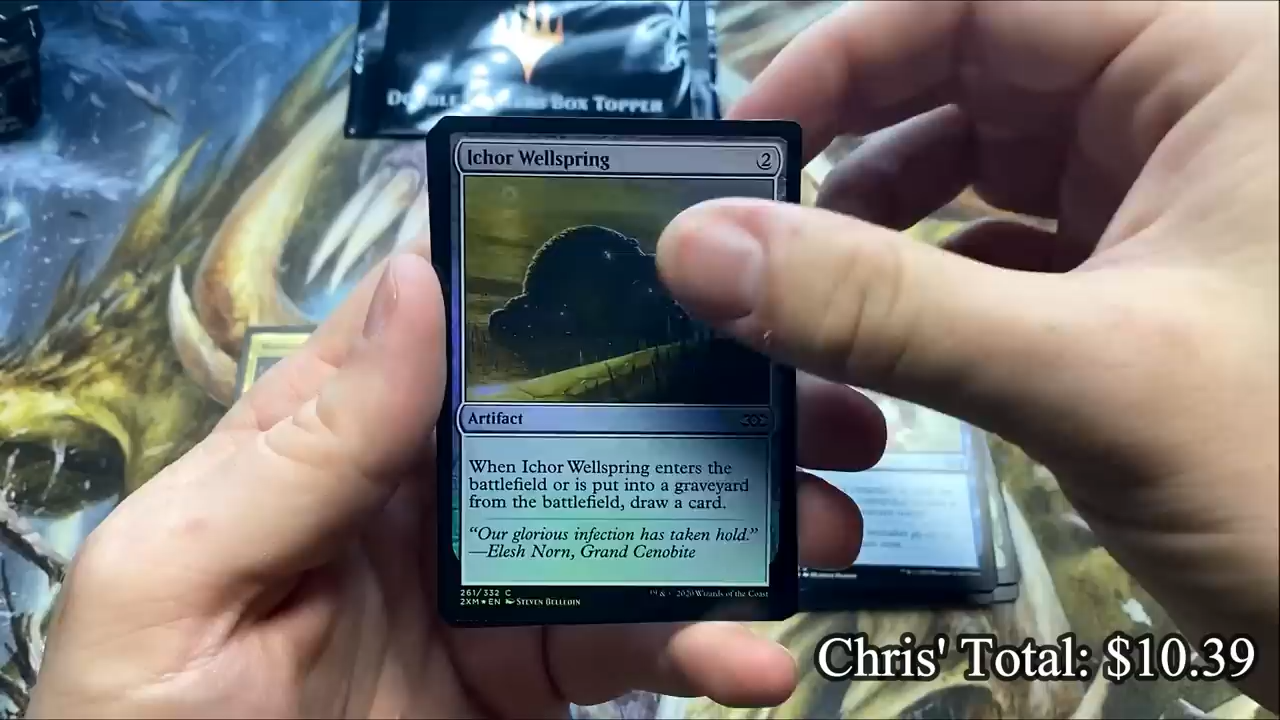 Box Topper
Ichor Wellspring 2
Artifact
When Ichor Wellspring enters the
battlefield or is put into a graveyard
from the battlefield, draw a card.
"Our glorious infection has taken hold."
—Elesh Norn, Grand Cenobite
261/332 C
2XM★EN Steven Belledin
™ & © 2020 Wizards of the Coast
Chris' Total: $10.39